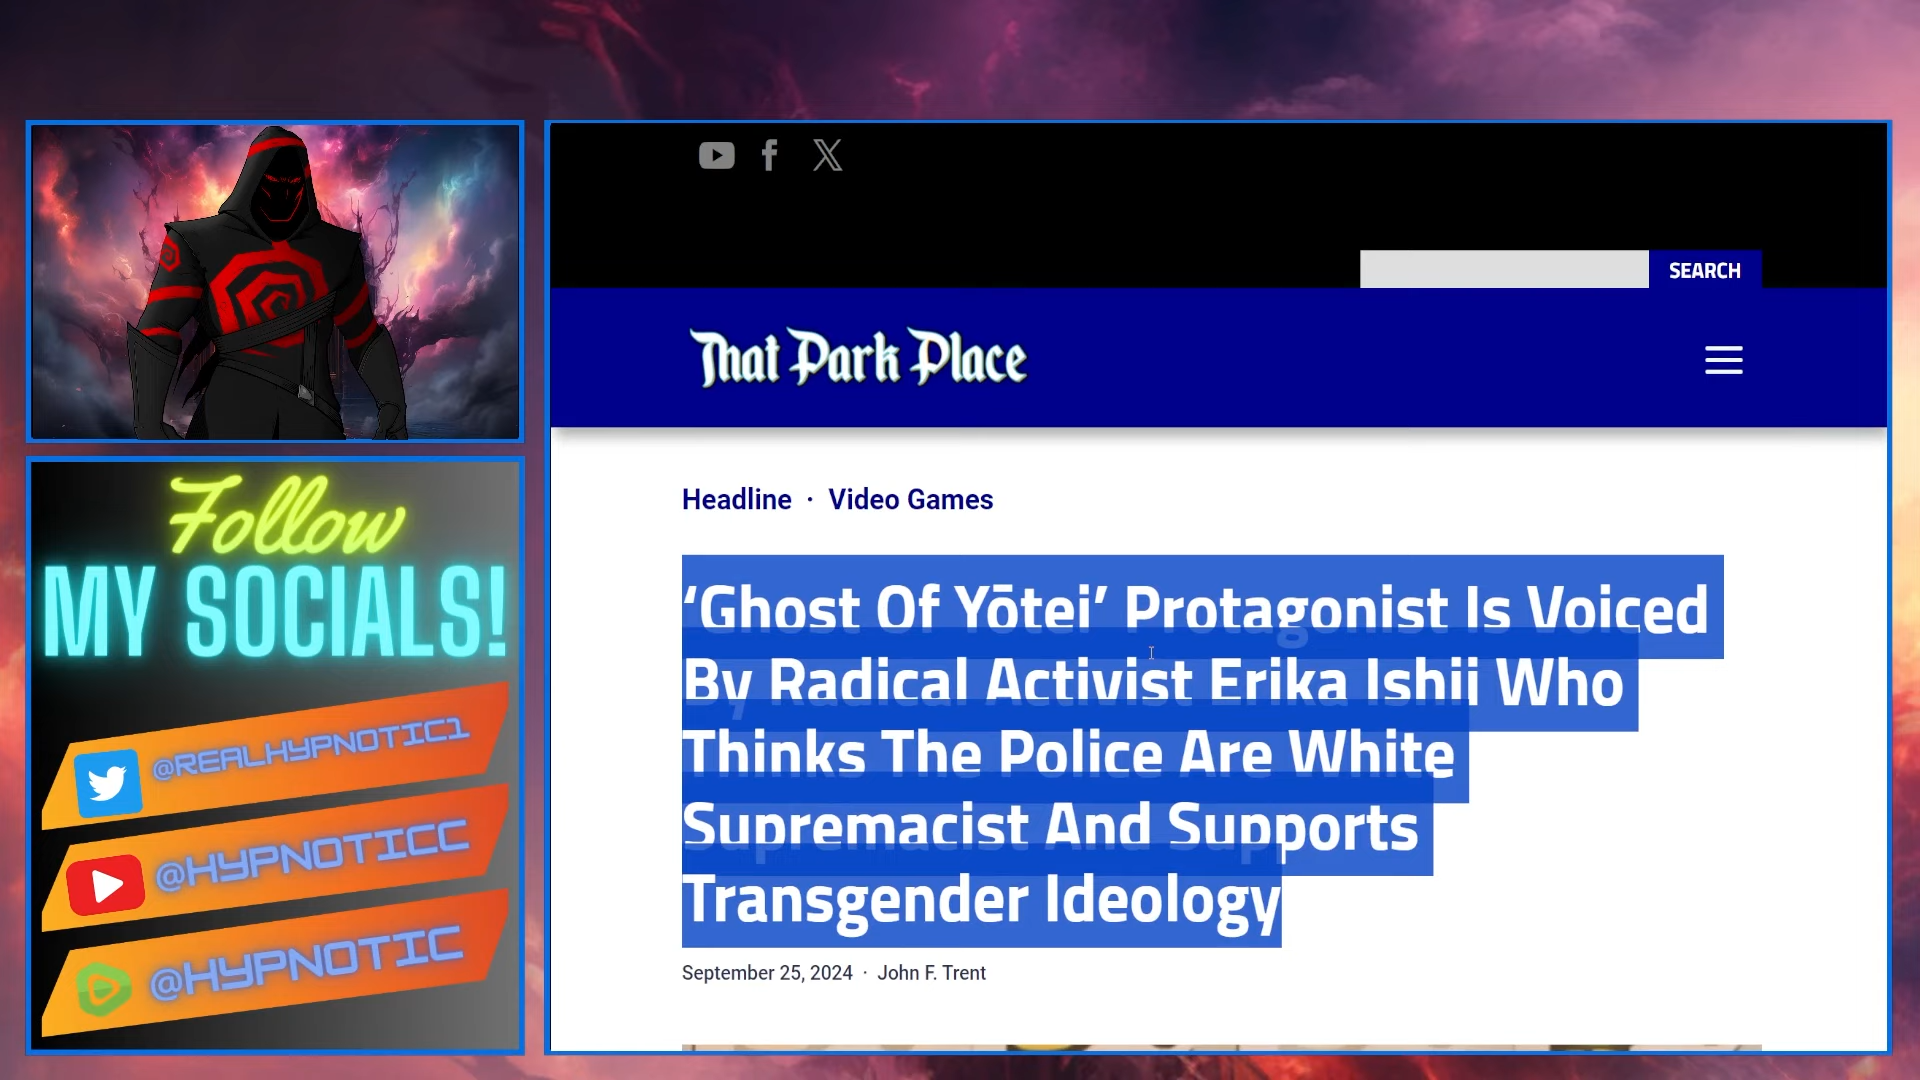 Follow
MY SOCIALS!
@REALHYPNOTIC1
@HYPNOTICC
@HYPNOTIC
SEARCH
That Park Place
Headline · Video Games
‘Ghost Of Yōtei’ Protagonist Is Voiced
By Radical Activist Erika Ishii Who
Thinks The Police Are White
Supremacist And Supports
Transgender Ideology
September 25, 2024 · John F. Trent